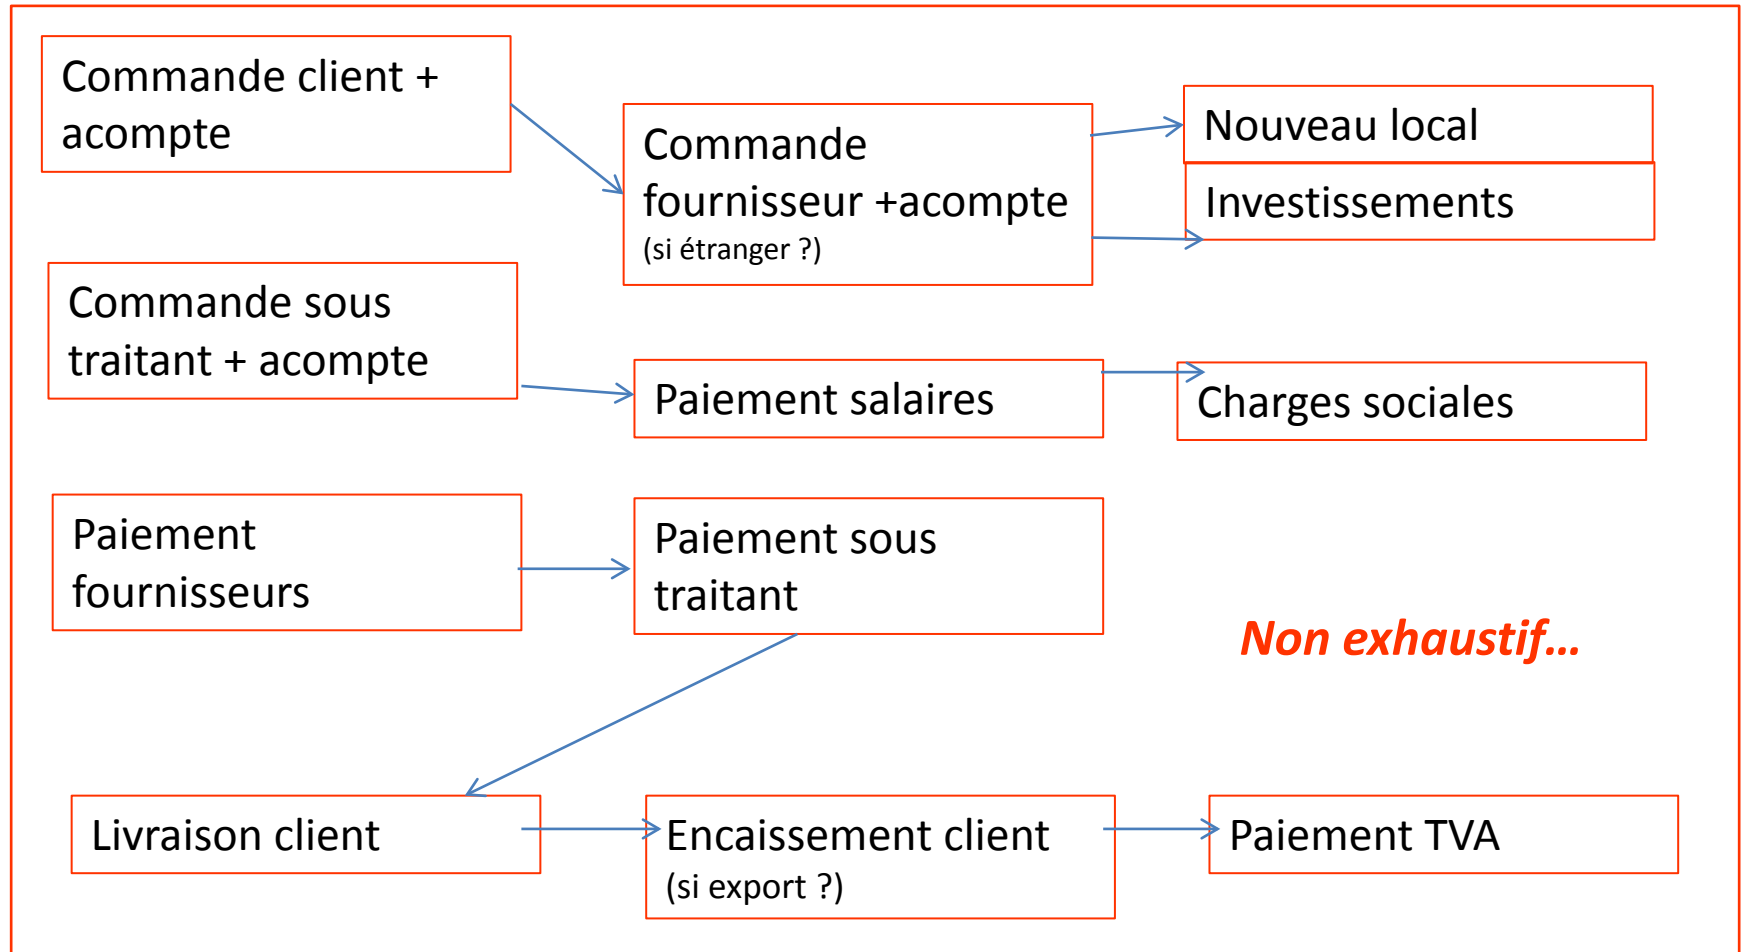 Commande client +
acompte
Commande
fournisseur +acompte
(si étranger ?)
Nouveau local
Investissements
Commande sous
traitant + acompte
Paiement salaires
Charges sociales
Paiement
fournisseurs
Paiement sous
traitant
Non exhaustif...
Livraison client
Encaissement client
(si export ?)
Paiement TVA